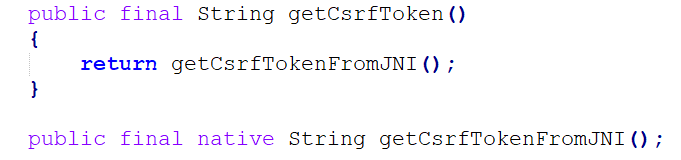 public final String getCsrfToken()
{
    return getCsrfTokenFromJNI();
}
public final native String getCsrfTokenFromJNI();